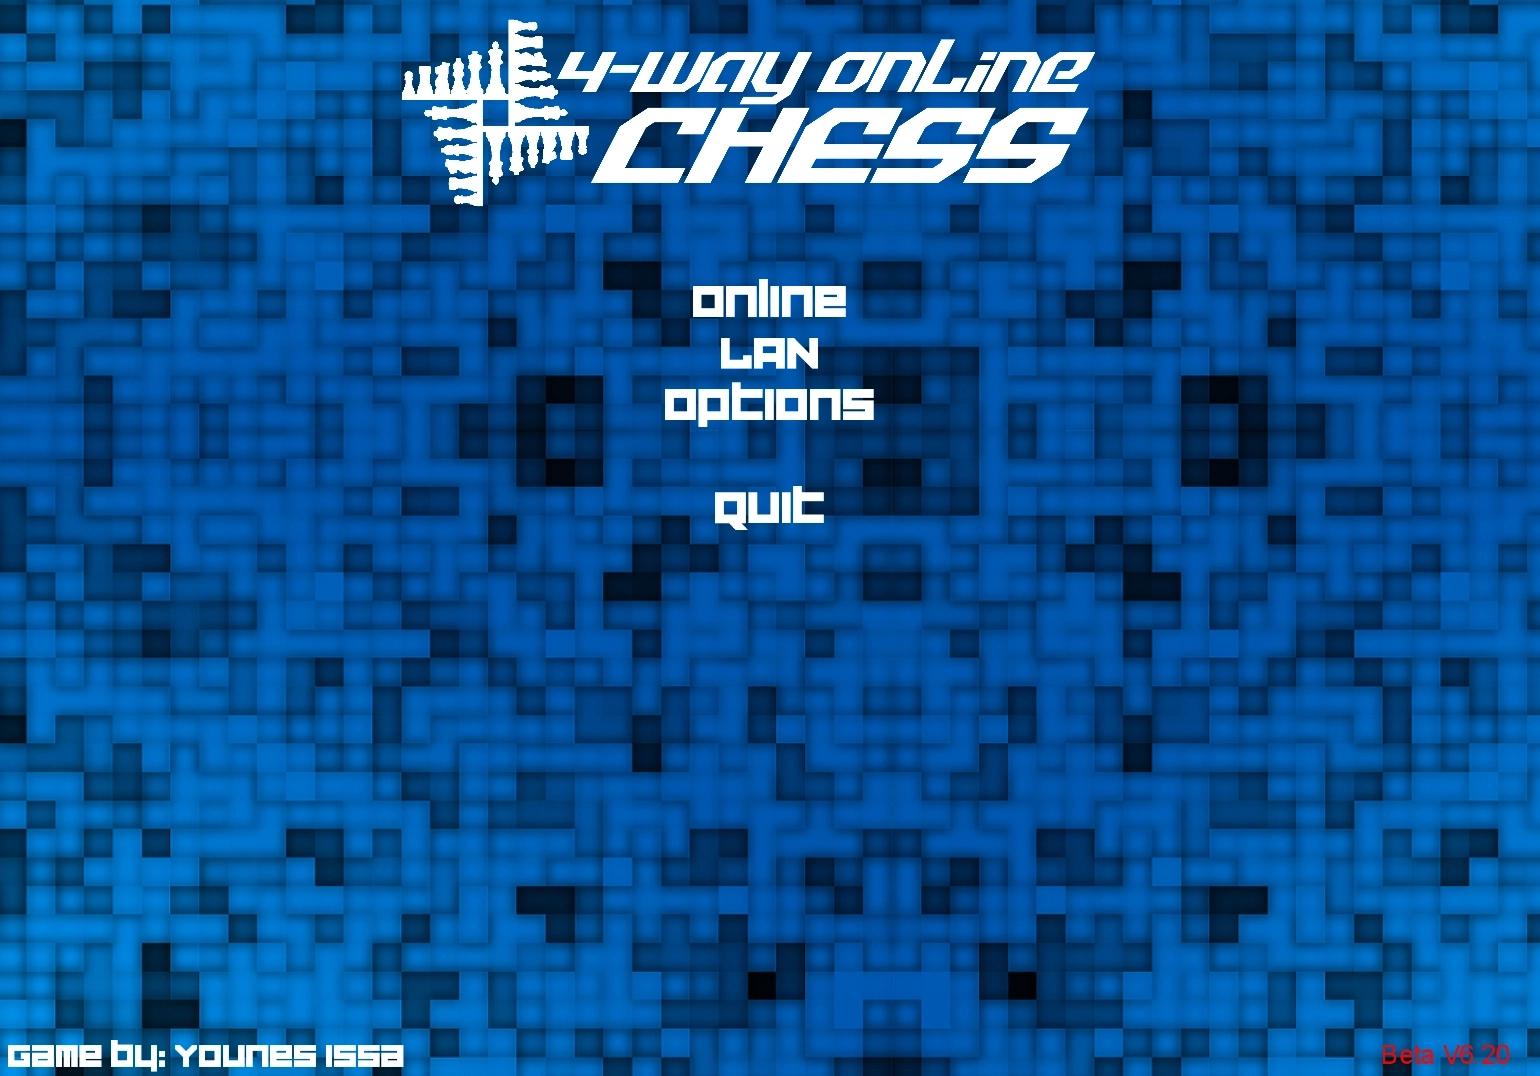 4-way online
CHESS
online
LAN
options
Quit
Game by: Younes Issa
Beta V6.20